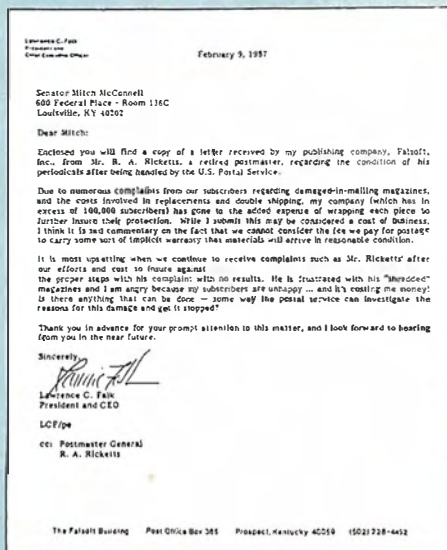 Lawrence C. Falk
President and
Chief Executive Officer
February 9, 1987
Senator Mitch McConnell
600 Federal Place - Room 136C
Louisville, KY 40202
Dear Mitch:
Enclosed you will find a copy of a letter received by my publishing company, Falsoft,
Inc., from Mr. R. A. Ricketts, a retired postmaster, regarding the condition of his
periodicals after being handled by the U.S. Postal Service.
Due to numerous complaints from our subscribers regarding damaged-in-mailing magazines,
and the costs involved in replacements and double shipping, my company (which has in
excess of 100,000 subscribers) has gone to the added expense of wrapping each piece to
further insure their protection. While I submit this may be considered a cost of business,
I think it is sad commentary on the fact that we cannot consider the fee we pay for postage
to carry some sort of implicit warranty that materials will arrive in reasonable condition.
It is most upsetting when we continue to receive complaints such as Mr. Ricketts' after
our efforts and cost to insure against
the proper steps with his complaint with no results. He is frustrated with his "shredded"
magazines and I am angry because my subscribers are unhappy ... and it's costing me money!
Is there anything that can be done — some way the postal service can investigate the
reasons for this damage and get it stopped?
Thank you in advance for your prompt attention to this matter, and I look forward to hearing
from you in the near future.
Sincerely,
Lawrence C. Falk
President and CEO
LCF/pe
cc: Postmaster General
R. A. Ricketts
The Falsoft Building Post Office Box 385 Prospect, Kentucky 40059 (502) 228-4492